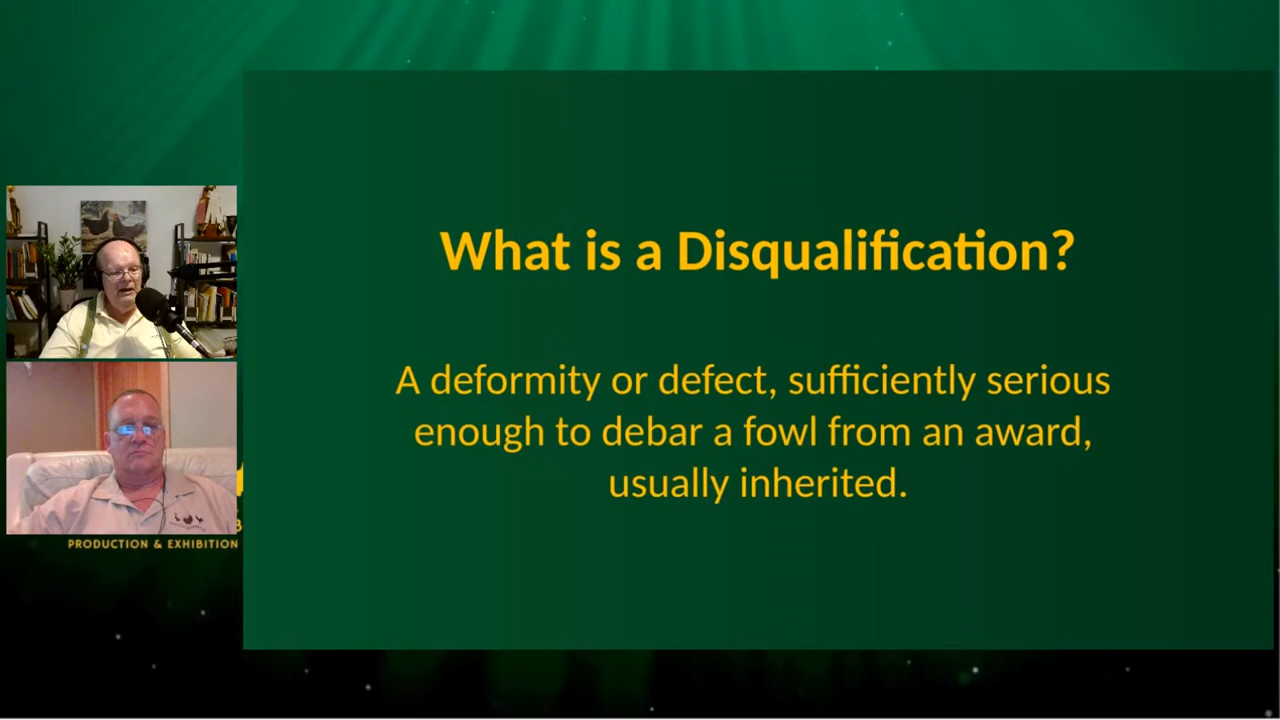 What is a Disqualification?
A deformity or defect, sufficiently serious
enough to debar a fowl from an award,
usually inherited.
PRODUCTION & EXHIBITION